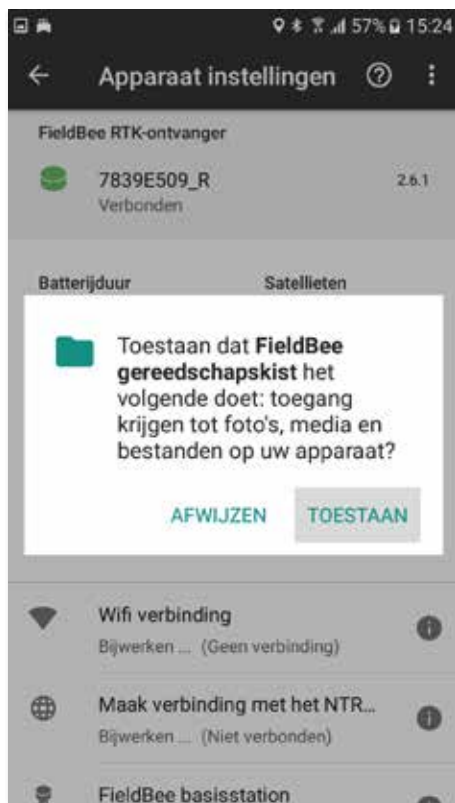 57% 15:24
Apparaat instellingen
FieldBee RTK-ontvanger
7839E509_R 2.6.1
Verbonden
Batterijduur Satellieten
Toestaan dat FieldBee
gereedschapskist het
volgende doet: toegang
krijgen tot foto's, media en
bestanden op uw apparaat?
AFWIJZEN TOESTAAN
Wifi verbinding
Bijwerken ... (Geen verbinding)
Maak verbinding met het NTR...
Bijwerken ... (Niet verbonden)
FieldBee basisstation